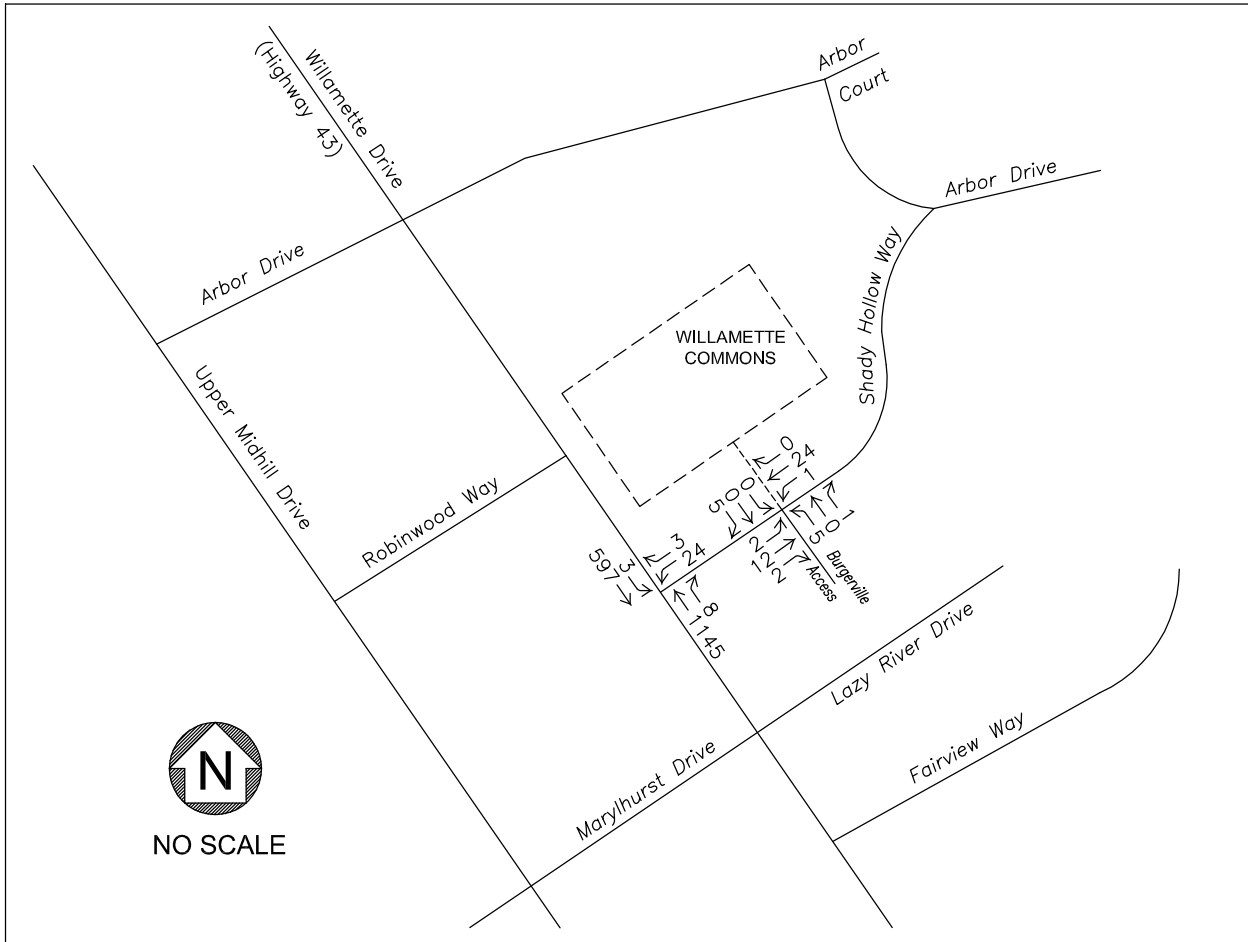 Willamette Drive
(Highway 43)
Arbor
Court
Arbor Drive
Arbor Drive
Shady Hollow Way
WILLAMETTE
COMMONS
Upper Midhill Drive
Robinwood Way
0
24
1
0
0
5
1
0
5
2
12
2
Burgerville
Access
3
24
3
597
8
1145
Lazy River Drive
Marylhurst Drive
Fairview Way
N
NO SCALE